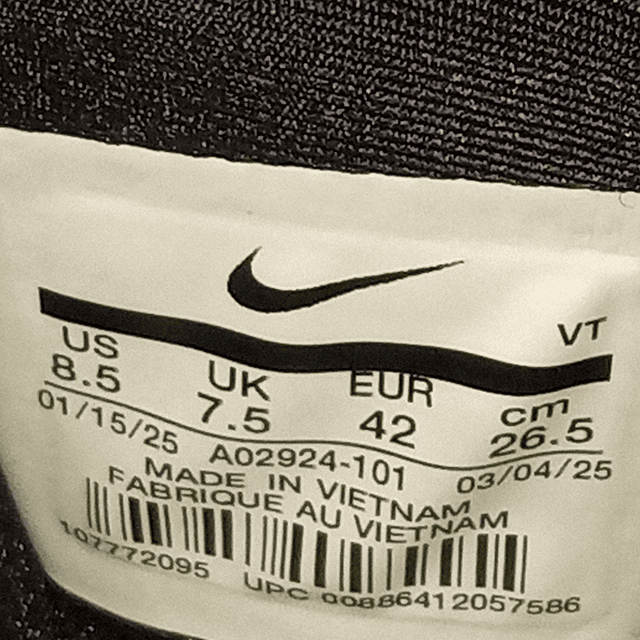 VT
US UK EUR cm
8.5 7.5 42 26.5
01/15/25 A02924-101 03/04/25
MADE IN VIETNAM
FABRIQUE AU VIETNAM
107772095 UPC 00886412057586